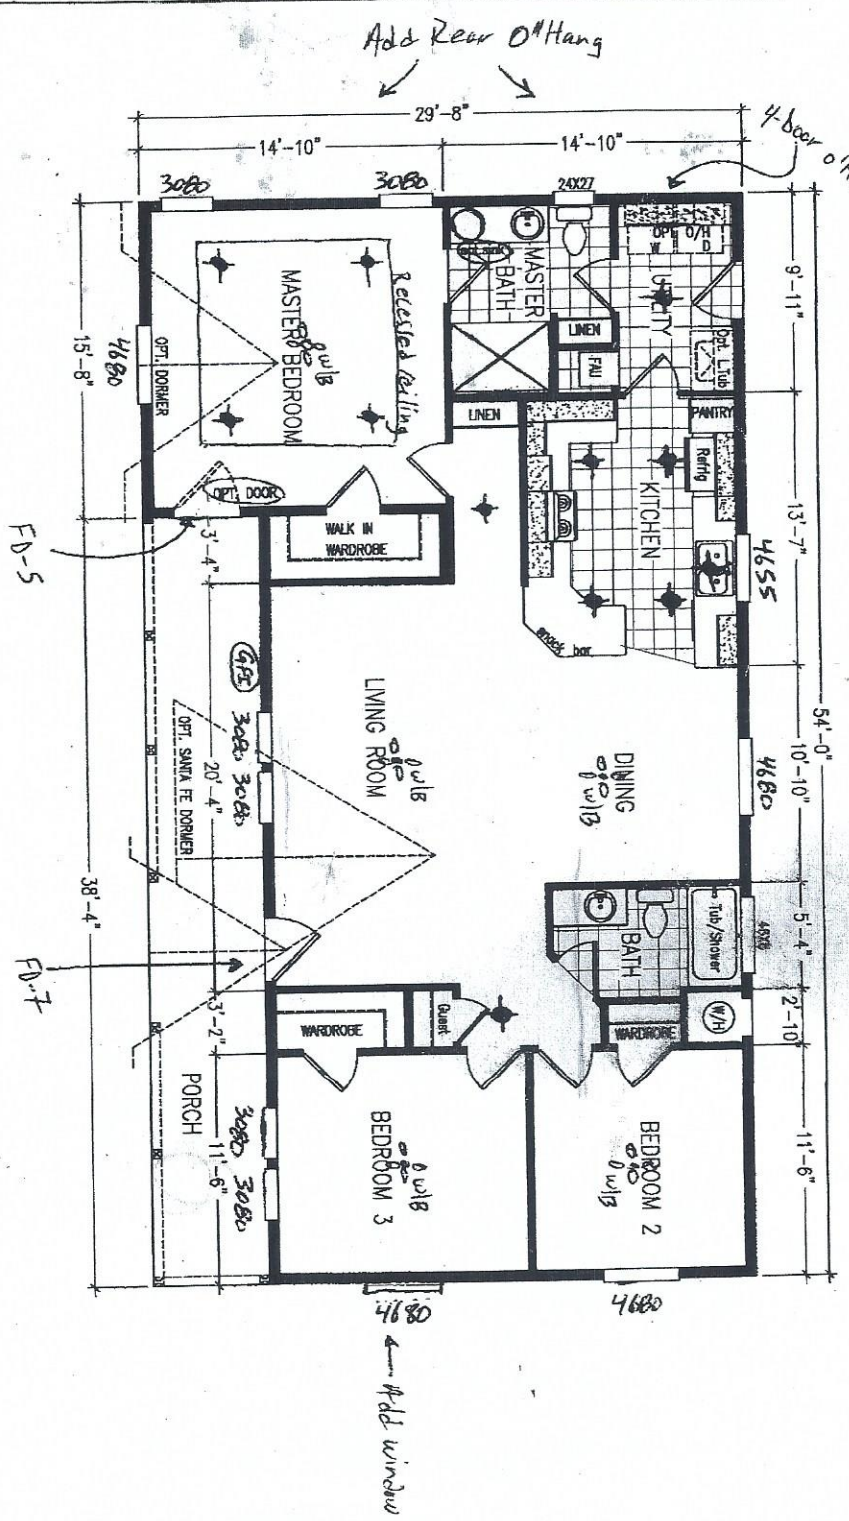 Add Rear O"Hang
29'-8"
14'-10"
14'-10"
4-Door
3080
3080
24X27
OPT. O/H
W D
UTILITY
9'-11"
MASTER
BATH
LINEN
FAU
Opt. L.Tub
MASTER BEDROOM
Recessed ceiling
w/B
15'-8"
4680
OPT. DORMER
OPT. DOOR
FD-5
LINEN
PANTRY
Refrig
KITCHEN
13'-7"
4655
snack bar
WALK IN
WARDROBE
3'-4"
54'-0"
LIVING ROOM
w/B
DINING
w/B
10'-10"
4680
GFI
3080 3080
20'-4"
OPT. SANTA FE DORMER
38'-4"
FD-7
BATH
Tub/Shower
5'-4"
3'-2"
WARDROBE
Guest
WARDROBE
W/H
2'-10"
PORCH
3080 3080
11'-6"
BEDROOM 3
w/B
BEDROOM 2
w/B
11'-6"
4680
4680
Add window